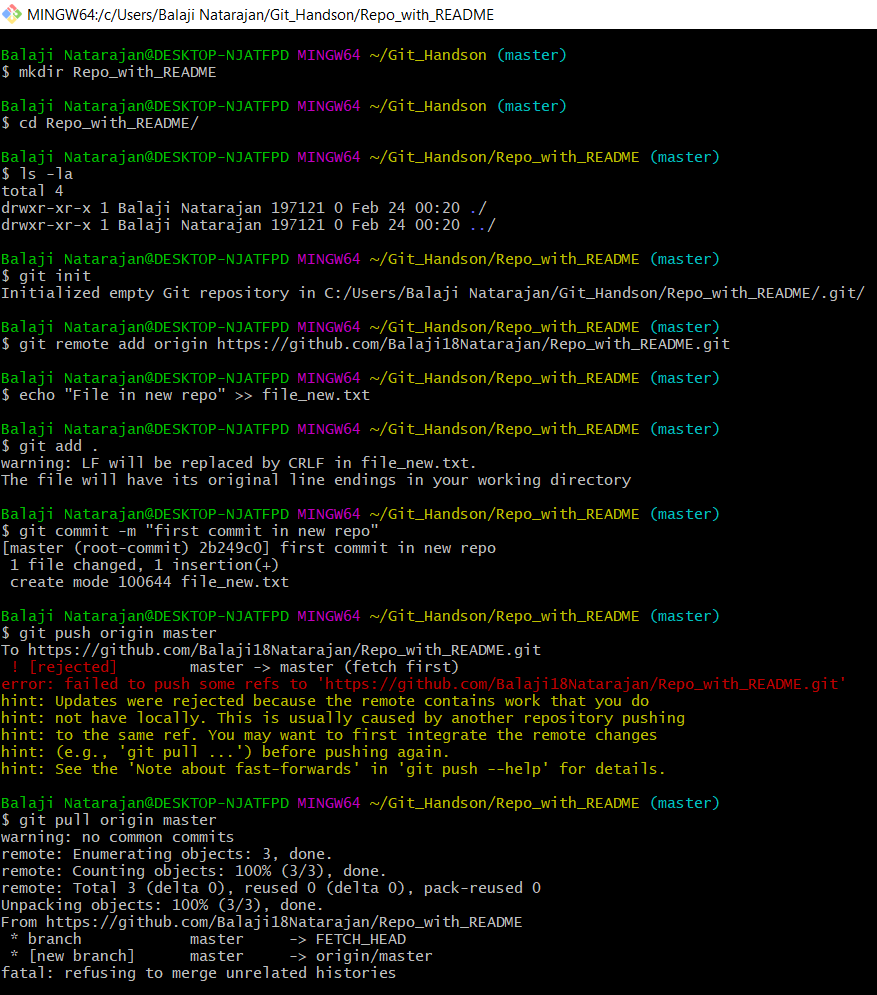 MINGW64:/c/Users/Balaji Natarajan/Git_Handson/Repo_with_README
Balaji Natarajan@DESKTOP-NJATFPD MINGW64 ~/Git_Handson (master)
$ mkdir Repo_with_README
Balaji Natarajan@DESKTOP-NJATFPD MINGW64 ~/Git_Handson (master)
$ cd Repo_with_README/
Balaji Natarajan@DESKTOP-NJATFPD MINGW64 ~/Git_Handson/Repo_with_README (master)
$ ls -la
total 4
drwxr-xr-x 1 Balaji Natarajan 197121 0 Feb 24 00:20 ./
drwxr-xr-x 1 Balaji Natarajan 197121 0 Feb 24 00:20 ../
Balaji Natarajan@DESKTOP-NJATFPD MINGW64 ~/Git_Handson/Repo_with_README (master)
$ git init
Initialized empty Git repository in C:/Users/Balaji Natarajan/Git_Handson/Repo_with_README/.git/
Balaji Natarajan@DESKTOP-NJATFPD MINGW64 ~/Git_Handson/Repo_with_README (master)
$ git remote add origin https://github.com/Balaji18Natarajan/Repo_with_README.git
Balaji Natarajan@DESKTOP-NJATFPD MINGW64 ~/Git_Handson/Repo_with_README (master)
$ echo "File in new repo" >> file_new.txt
Balaji Natarajan@DESKTOP-NJATFPD MINGW64 ~/Git_Handson/Repo_with_README (master)
$ git add .
warning: LF will be replaced by CRLF in file_new.txt.
The file will have its original line endings in your working directory
Balaji Natarajan@DESKTOP-NJATFPD MINGW64 ~/Git_Handson/Repo_with_README (master)
$ git commit -m "first commit in new repo"
[master (root-commit) 2b249c0] first commit in new repo
 1 file changed, 1 insertion(+)
 create mode 100644 file_new.txt
Balaji Natarajan@DESKTOP-NJATFPD MINGW64 ~/Git_Handson/Repo_with_README (master)
$ git push origin master
To https://github.com/Balaji18Natarajan/Repo_with_README.git
 ! [rejected]        master -> master (fetch first)
error: failed to push some refs to 'https://github.com/Balaji18Natarajan/Repo_with_README.git'
hint: Updates were rejected because the remote contains work that you do
hint: not have locally. This is usually caused by another repository pushing
hint: to the same ref. You may want to first integrate the remote changes
hint: (e.g., 'git pull ...') before pushing again.
hint: See the 'Note about fast-forwards' in 'git push --help' for details.
Balaji Natarajan@DESKTOP-NJATFPD MINGW64 ~/Git_Handson/Repo_with_README (master)
$ git pull origin master
warning: no common commits
remote: Enumerating objects: 3, done.
remote: Counting objects: 100% (3/3), done.
remote: Total 3 (delta 0), reused 0 (delta 0), pack-reused 0
Unpacking objects: 100% (3/3), done.
From https://github.com/Balaji18Natarajan/Repo_with_README
 * branch            master     -> FETCH_HEAD
 * [new branch]      master     -> origin/master
fatal: refusing to merge unrelated histories